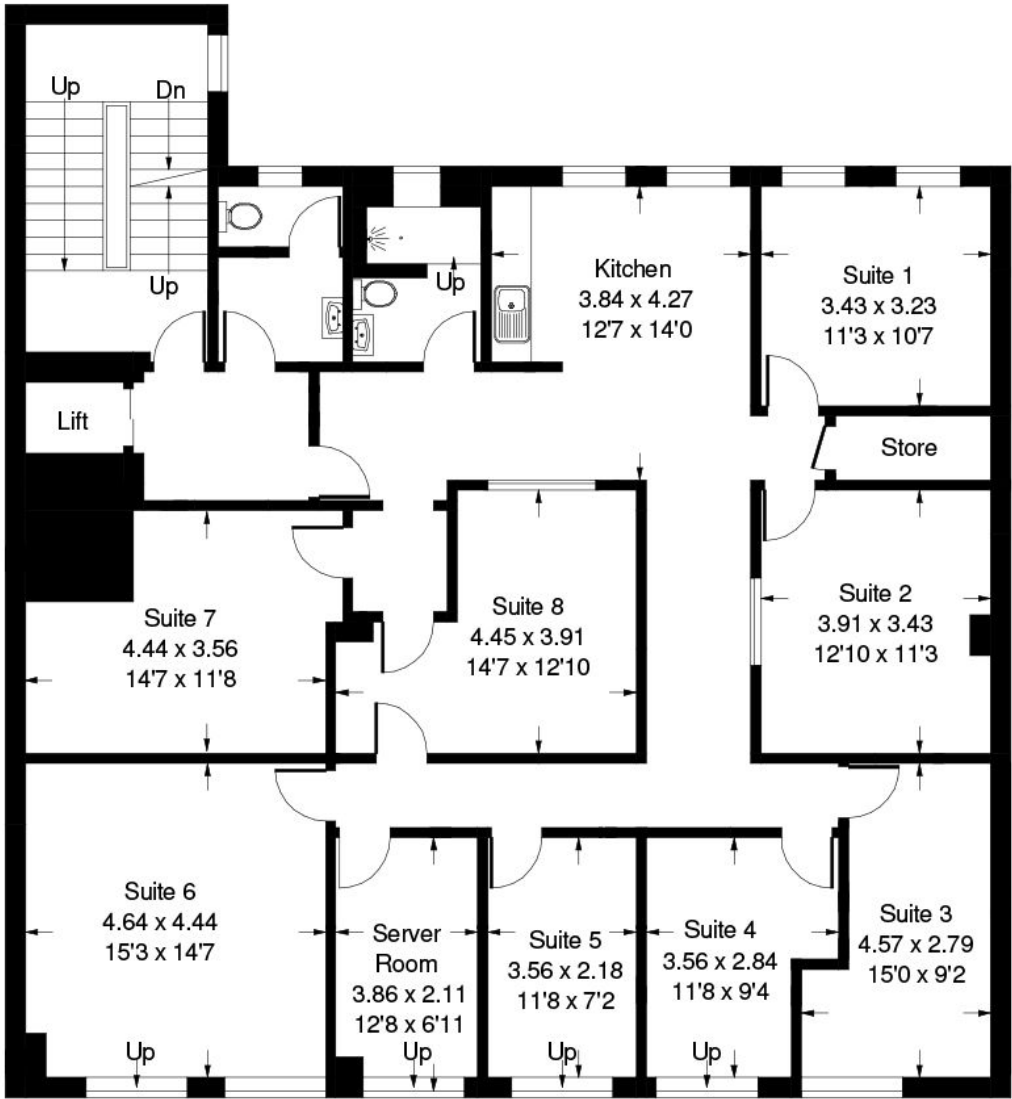 Up
Dn
Up
Up
Kitchen
3.84 x 4.27
12'7 x 14'0
Suite 1
3.43 x 3.23
11'3 x 10'7
Lift
Store
Suite 7
4.44 x 3.56
14'7 x 11'8
Suite 8
4.45 x 3.91
14'7 x 12'10
Suite 2
3.91 x 3.43
12'10 x 11'3
Suite 6
4.64 x 4.44
15'3 x 14'7
Up
Server
Room
3.86 x 2.11
12'8 x 6'11
Up
Suite 5
3.56 x 2.18
11'8 x 7'2
Up
Suite 4
3.56 x 2.84
11'8 x 9'4
Up
Suite 3
4.57 x 2.79
15'0 x 9'2